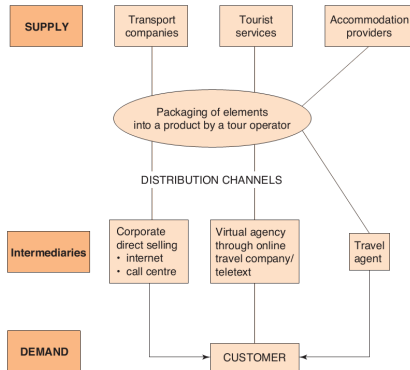 SUPPLY
Transport
companies
Tourist
services
Accommodation
providers
Packaging of elements
into a product by a tour operator
DISTRIBUTION CHANNELS
Intermediaries
Corporate
direct selling
• internet
• call centre
Virtual agency
through online
travel company/
teletext
Travel
agent
DEMAND
CUSTOMER